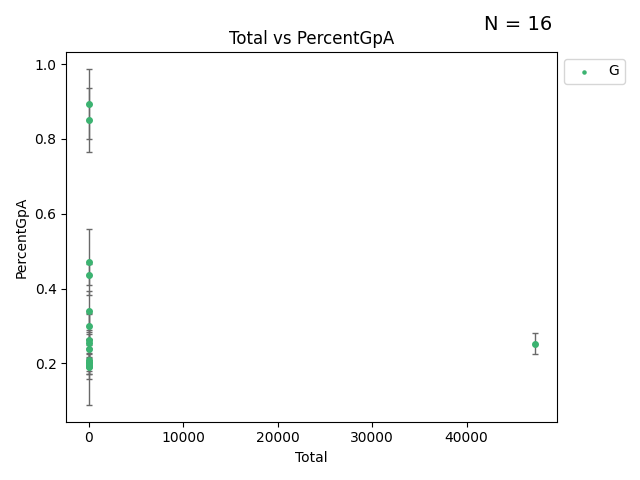 N = 16
Total vs PercentGpA
G
1.0
0.8
0.6
0.4
0.2
PercentGpA
0 10000 20000 30000 40000
Total